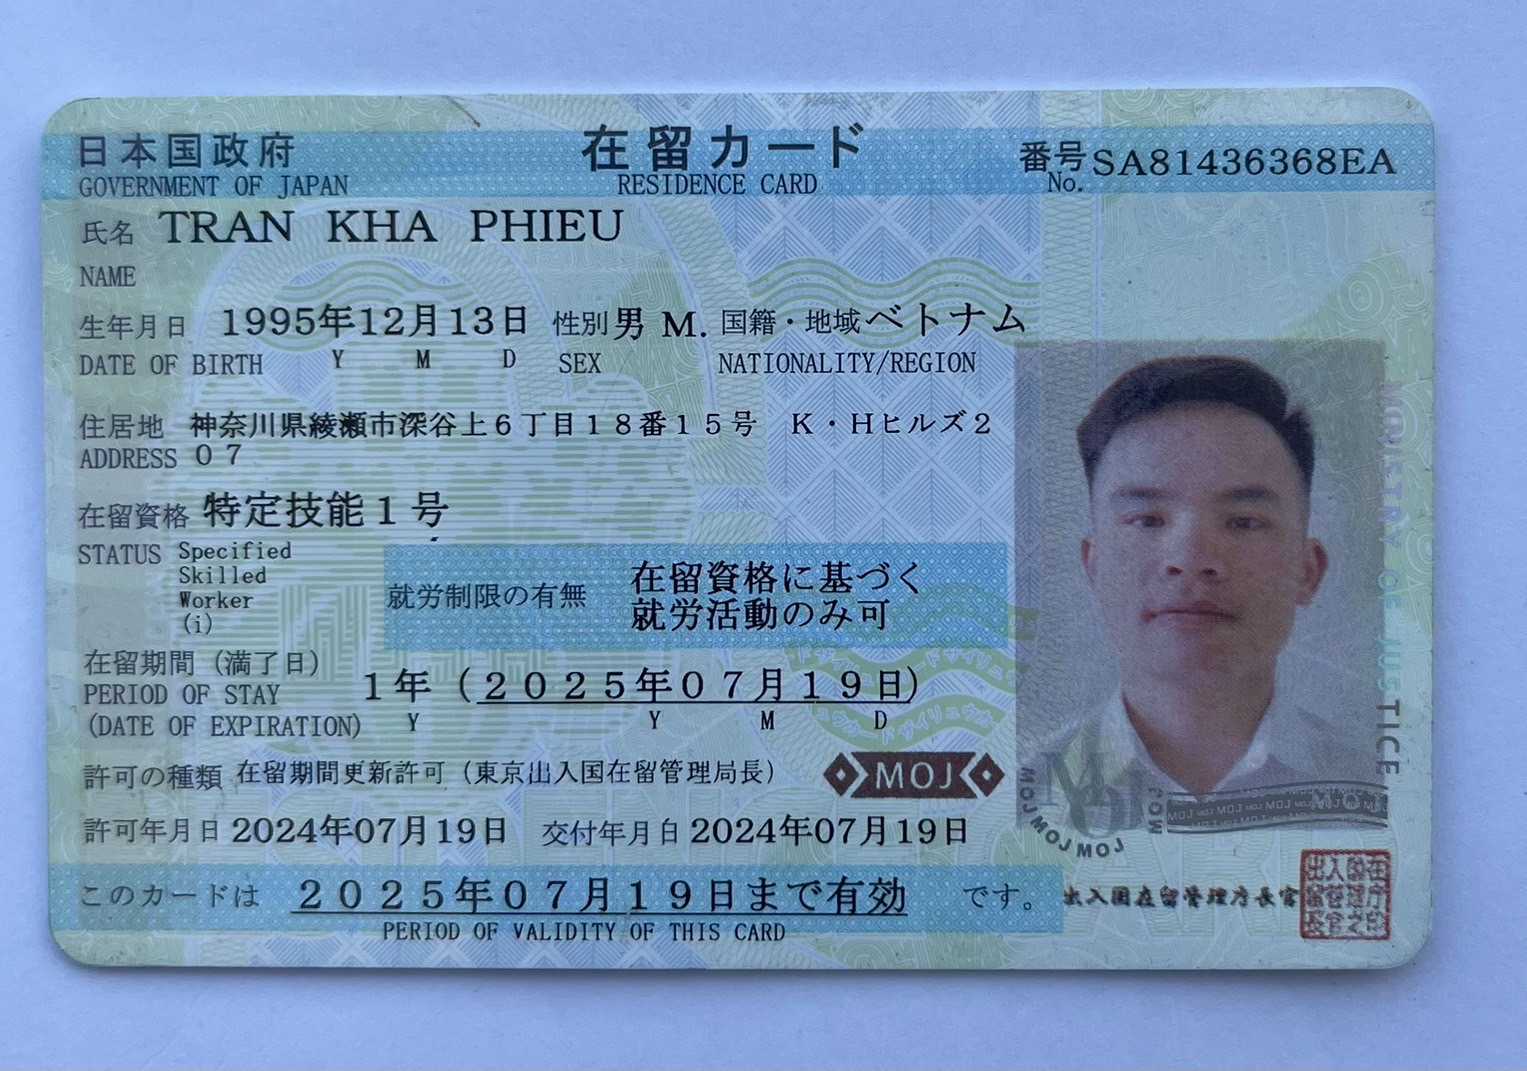 日本国政府 在留カード 番号 SA81436368EA
GOVERNMENT OF JAPAN RESIDENCE CARD No.
氏名 TRAN KHA PHIEU
NAME
生年月日 1995年12月13日 性別 男 M. 国籍・地域 ベトナム
DATE OF BIRTH Y M D SEX NATIONALITY/REGION
住居地 神奈川県綾瀬市深谷上6丁目18番15号 K・Hヒルズ2
ADDRESS 07
在留資格 特定技能1号
STATUS Specified
Skilled
Worker
(i)
就労制限の有無 在留資格に基づく
就労活動のみ可
在留期間(満了日)
PERIOD OF STAY 1年(2025年07月19日)
(DATE OF EXPIRATION) Y Y M D
許可の種類 在留期間更新許可(東京出入国在留管理局長) MOJ
許可年月日 2024年07月19日 交付年月日 2024年07月19日
このカードは 2025年07月19日まで有効 です。
PERIOD OF VALIDITY OF THIS CARD
出入国在留管理庁長官
MINISTRY OF JUSTICE
MOJ MOJ MOJ MOJ